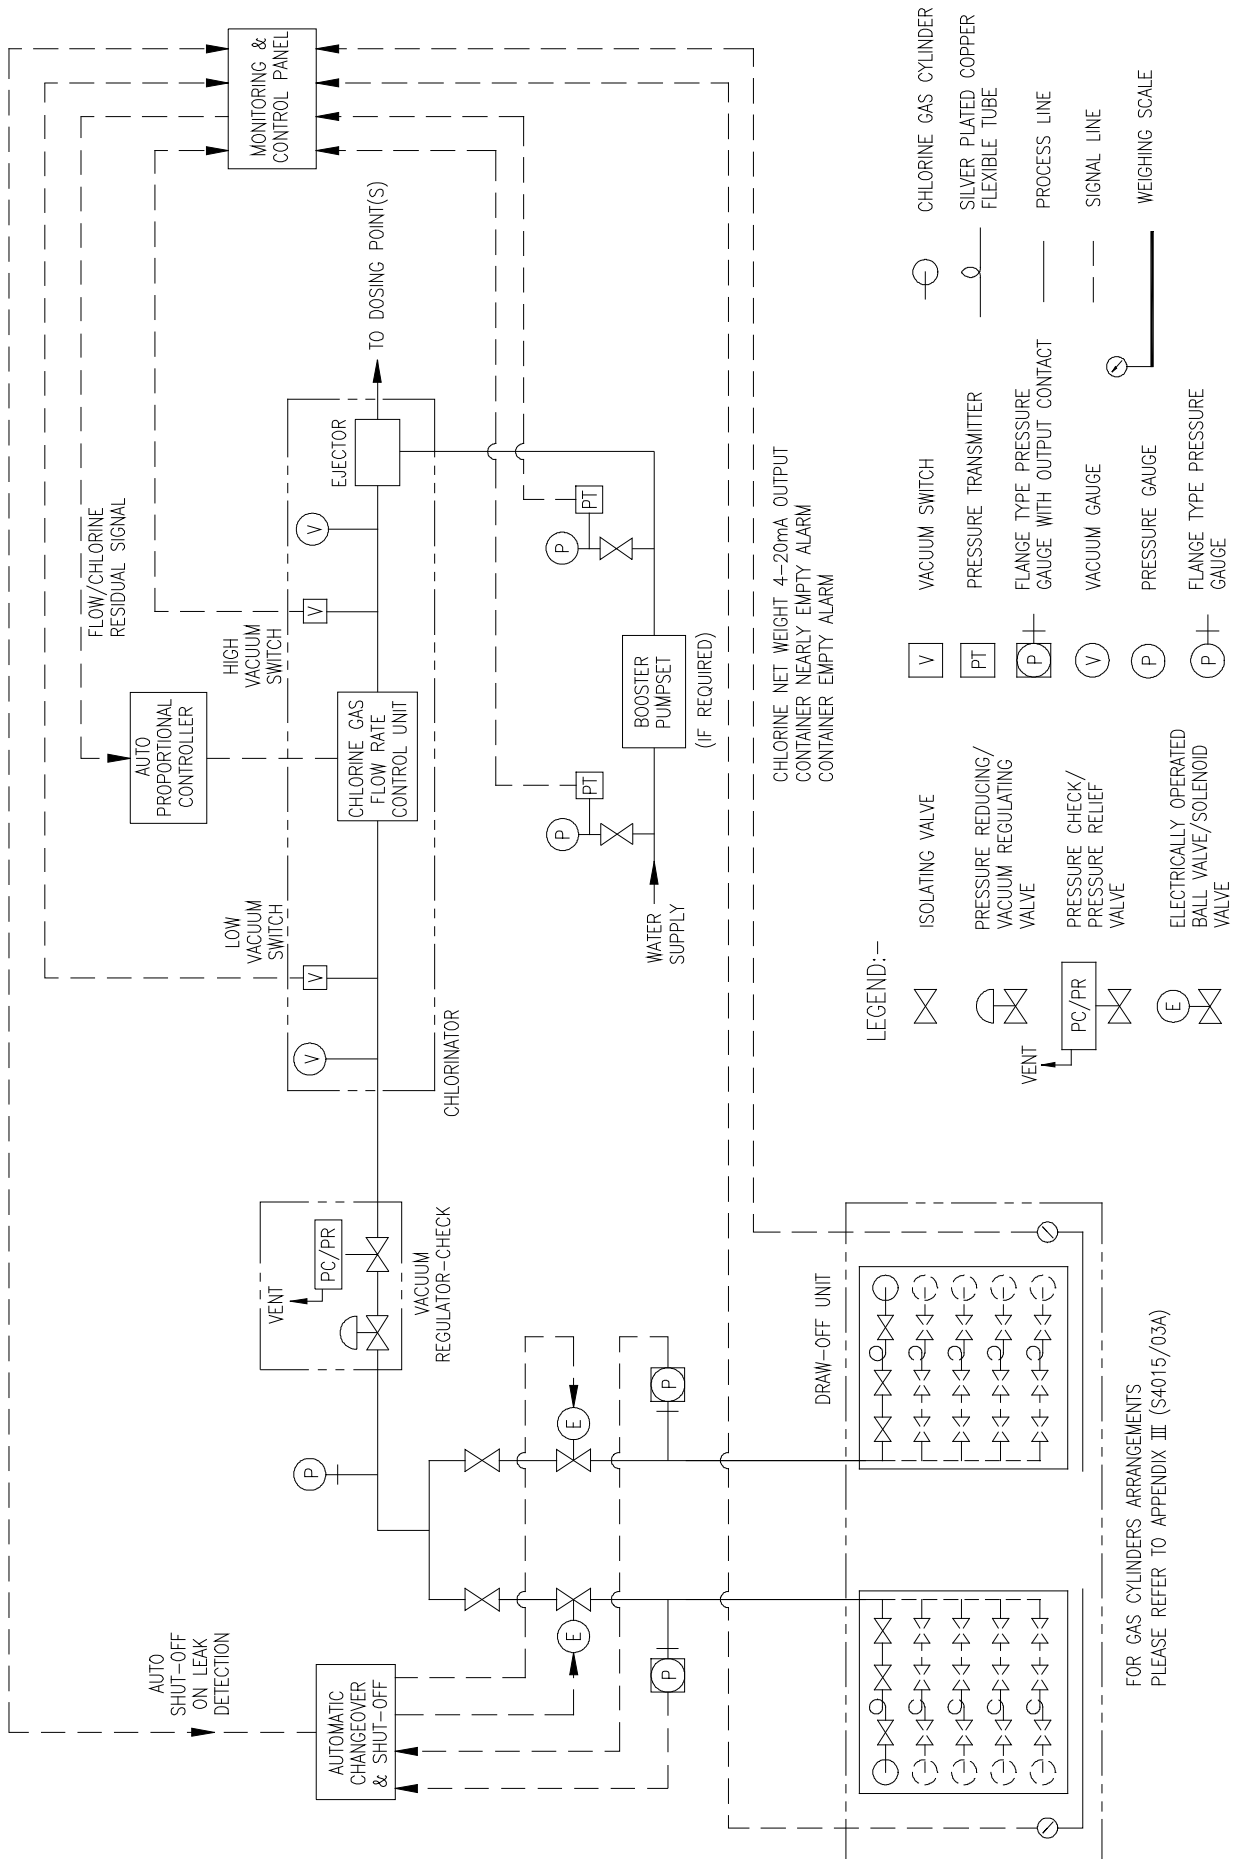 AUTO
SHUT-OFF
ON LEAK
DETECTION
AUTOMATIC
CHANGEOVER
& SHUT-OFF
E
E
P
P
P
VENT
PC/PR
VACUUM
REGULATOR-CHECK
CHLORINATOR
V
LOW
VACUUM
SWITCH
V
AUTO
PROPORTIONAL
CONTROLLER
CHLORINE GAS
FLOW RATE
CONTROL UNIT
FLOW/CHLORINE
RESIDUAL SIGNAL
HIGH
VACUUM
SWITCH
V
V
EJECTOR
TO DOSING POINT(S)
MONITORING &
CONTROL PANEL
WATER
SUPPLY
P
PT
BOOSTER
PUMPSET
(IF REQUIRED)
P
PT
CHLORINE NET WEIGHT 4-20mA OUTPUT
CONTAINER NEARLY EMPTY ALARM
CONTAINER EMPTY ALARM
DRAW-OFF UNIT
FOR GAS CYLINDERS ARRANGEMENTS
PLEASE REFER TO APPENDIX III (S4015/03A)
LEGEND:-
ISOLATING VALVE
PRESSURE REDUCING/
VACUUM REGULATING
VALVE
VENT
PC/PR
PRESSURE CHECK/
PRESSURE RELIEF
VALVE
E
ELECTRICALLY OPERATED
BALL VALVE/SOLENOID
VALVE
V
VACUUM SWITCH
PT
PRESSURE TRANSMITTER
P
FLANGE TYPE PRESSURE
GAUGE WITH OUTPUT CONTACT
V
VACUUM GAUGE
P
PRESSURE GAUGE
P
FLANGE TYPE PRESSURE
GAUGE
CHLORINE GAS CYLINDER
SILVER PLATED COPPER
FLEXIBLE TUBE
PROCESS LINE
SIGNAL LINE
WEIGHING SCALE